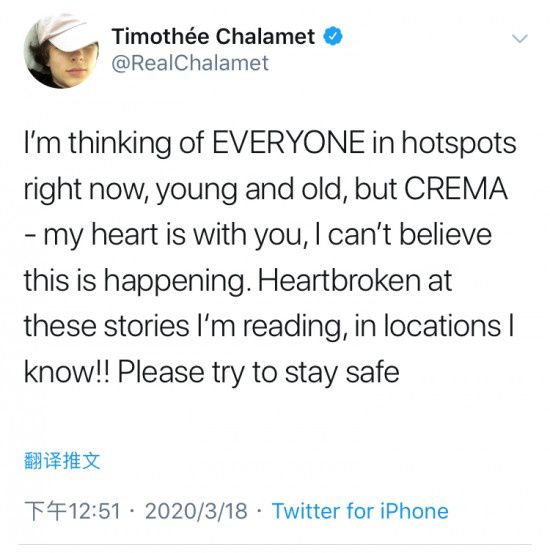 Timothée Chalamet
@RealChalamet
I'm thinking of EVERYONE in hotspots
right now, young and old, but CREMA
- my heart is with you, I can't believe
this is happening. Heartbroken at
these stories I'm reading, in locations I
know!! Please try to stay safe
翻译推文
下午12:51 · 2020/3/18 · Twitter for iPhone